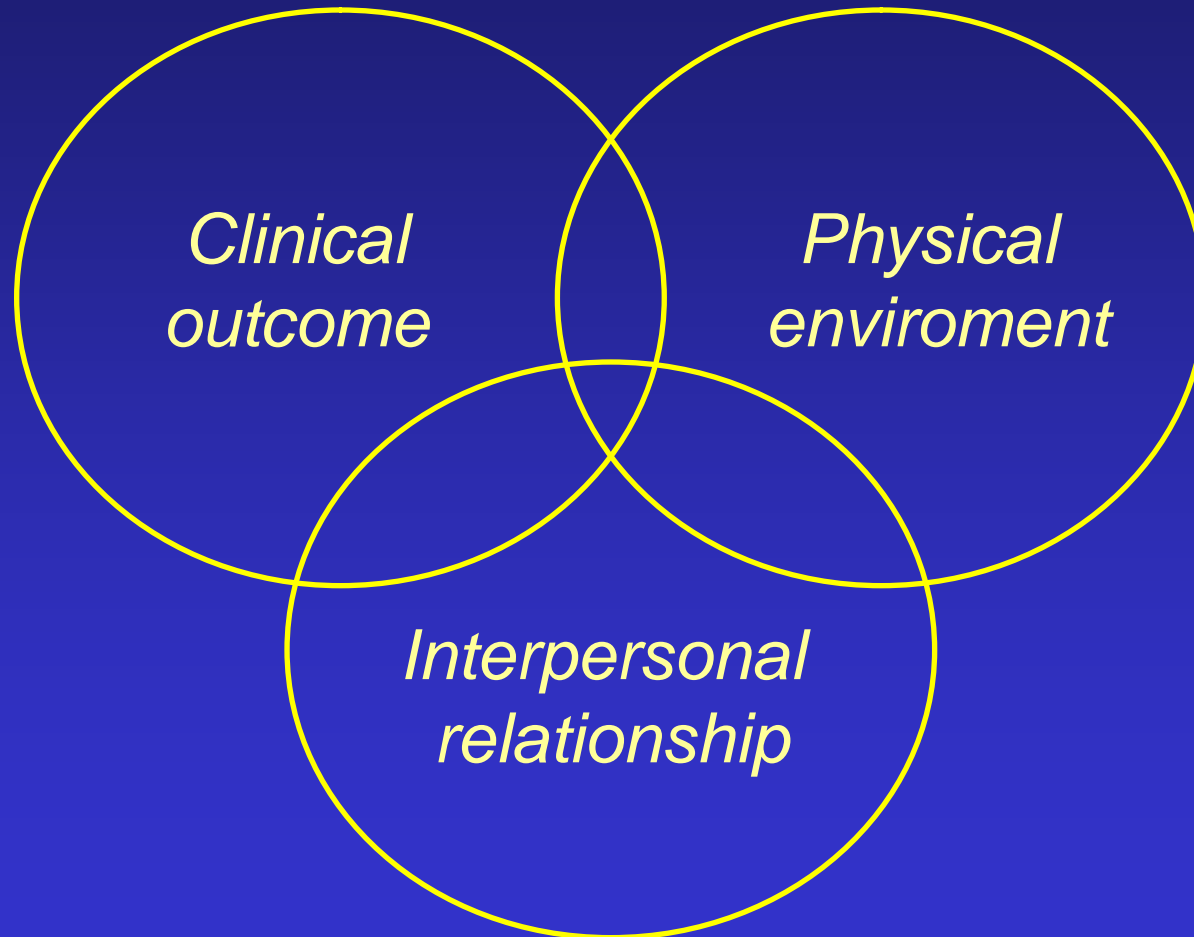 Clinical
outcome
Physical
enviroment
Interpersonal
relationship